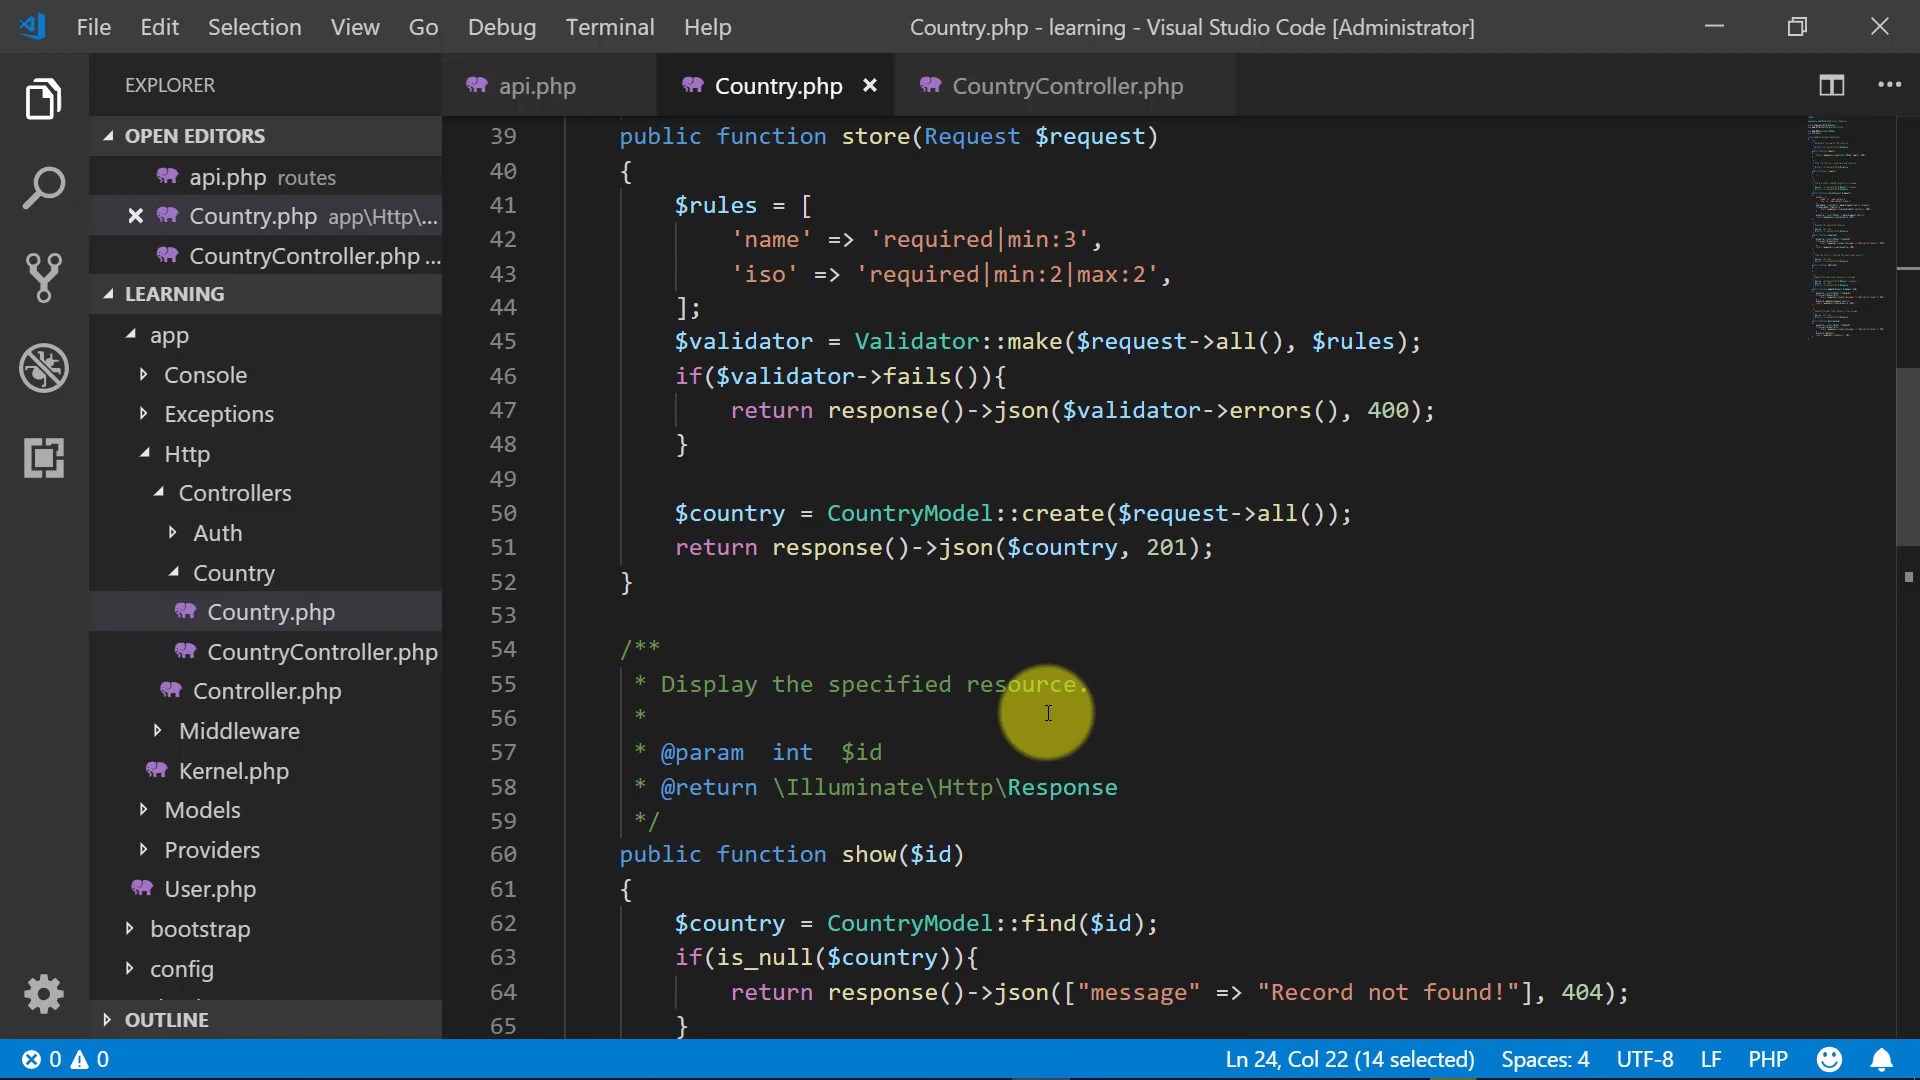 File Edit Selection View Go Debug Terminal Help
Country.php - learning - Visual Studio Code [Administrator]
EXPLORER
OPEN EDITORS
api.php routes
Country.php app\Http\...
CountryController.php ...
LEARNING
app
Console
Exceptions
Http
Controllers
Auth
Country
Country.php
CountryController.php
Controller.php
Middleware
Kernel.php
Models
Providers
User.php
bootstrap
config
OUTLINE
api.php Country.php CountryController.php
39 public function store(Request $request)
40 {
41 $rules = [
42 'name' => 'required|min:3',
43 'iso' => 'required|min:2|max:2',
44 ];
45 $validator = Validator::make($request->all(), $rules);
46 if($validator->fails()){
47 return response()->json($validator->errors(), 400);
48 }
49
50 $country = CountryModel::create($request->all());
51 return response()->json($country, 201);
52 }
53
54 /**
55 * Display the specified resource.
56 *
57 * @param int $id
58 * @return \Illuminate\Http\Response
59 */
60 public function show($id)
61 {
62 $country = CountryModel::find($id);
63 if(is_null($country)){
64 return response()->json(["message" => "Record not found!"], 404);
65 }
0 0
Ln 24, Col 22 (14 selected) Spaces: 4 UTF-8 LF PHP